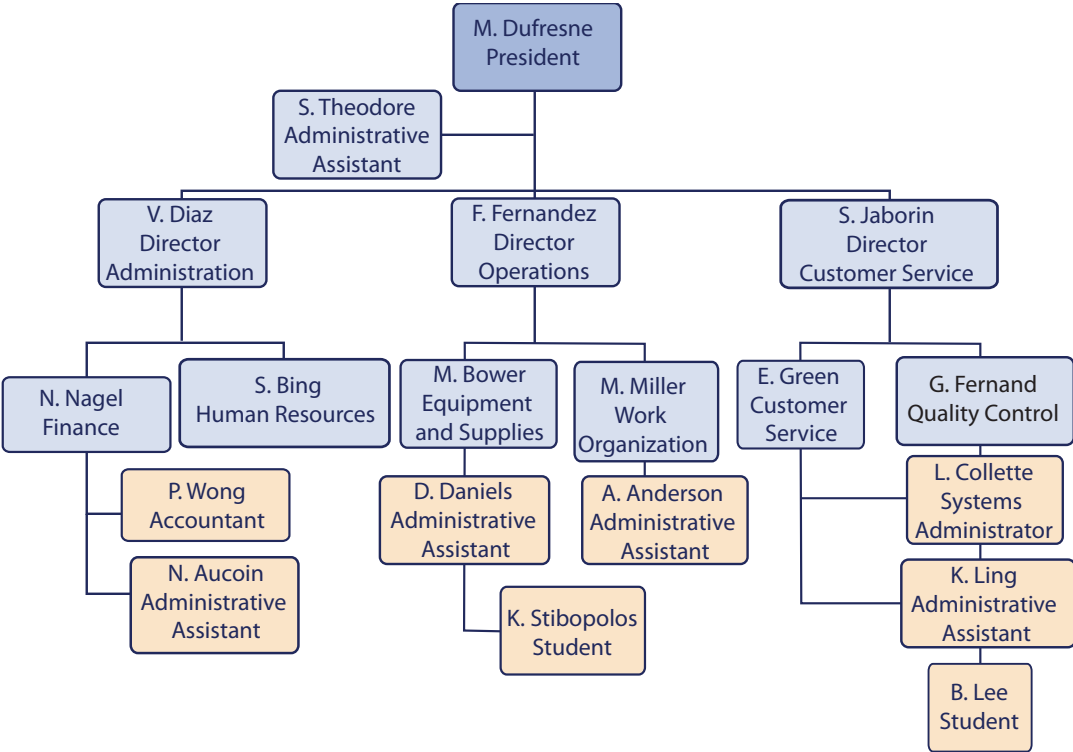 M. Dufresne
President
S. Theodore
Administrative
Assistant
V. Diaz
Director
Administration
F. Fernandez
Director
Operations
S. Jaborin
Director
Customer Service
N. Nagel
Finance
S. Bing
Human Resources
M. Bower
Equipment
and Supplies
M. Miller
Work
Organization
E. Green
Customer
Service
G. Fernand
Quality Control
P. Wong
Accountant
N. Aucoin
Administrative
Assistant
D. Daniels
Administrative
Assistant
A. Anderson
Administrative
Assistant
L. Collette
Systems
Administrator
K. Ling
Administrative
Assistant
K. Stibopolos
Student
B. Lee
Student